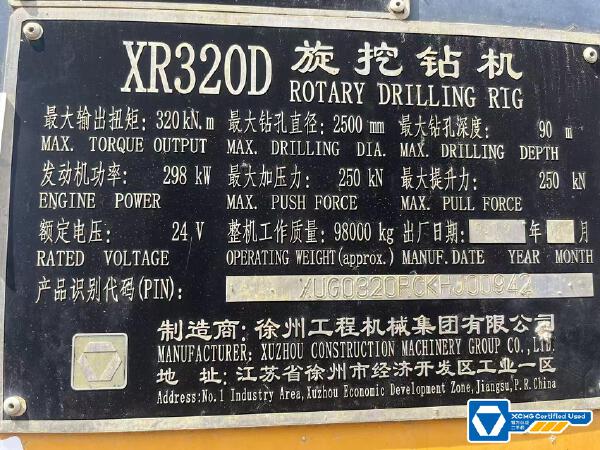 XR320D 旋挖钻机
ROTARY DRILLING RIG
最大输出扭矩: 320kN.m 最大钻孔直径: 2500mm 最大钻孔深度: 90 m
MAX. TORQUE OUTPUT MAX. DRILLING DIA. MAX. DRILLING DEPTH
发动机功率: 298 kW 最大加压力: 250 kN 最大提升力: 250 kN
ENGINE POWER MAX. PUSH FORCE MAX. PULL FORCE
额定电压: 24 V 整机工作质量: 98000 kg 出厂日期: 年 月
RATED VOLTAGE OPERATING WEIGHT(approx.) MANUF. DATE YEAR MONTH
产品识别代码(PIN):
制造商: 徐州工程机械集团有限公司
MANUFACTURER: XUZHOU CONSTRUCTION MACHINERY GROUP CO., LTD.
地 址: 江苏省徐州市经济开发区工业一区
Address:No.1 Industry Area, Xuzhou Economic Development Zone, Jiangsu, P.R.China
XCMG Certified Used